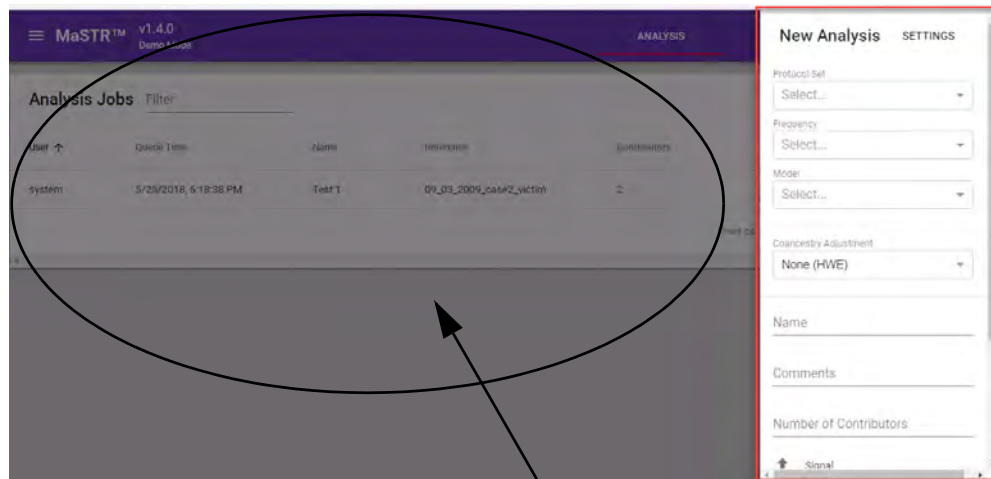 MaSTR™ v1.4.0
Demo Mode
ANALYSIS
Analysis Jobs Filter
User Queue Time Name Reference Contributors
system 5/25/2018, 6:18:38 PM Test 1 09_03_2009_case2_victim 2
New Analysis SETTINGS
Protocol Set
Select...
Frequency
Select...
Model
Select...
Coancestry Adjustment
None (HWE)
Name
Comments
Number of Contributors
Signal